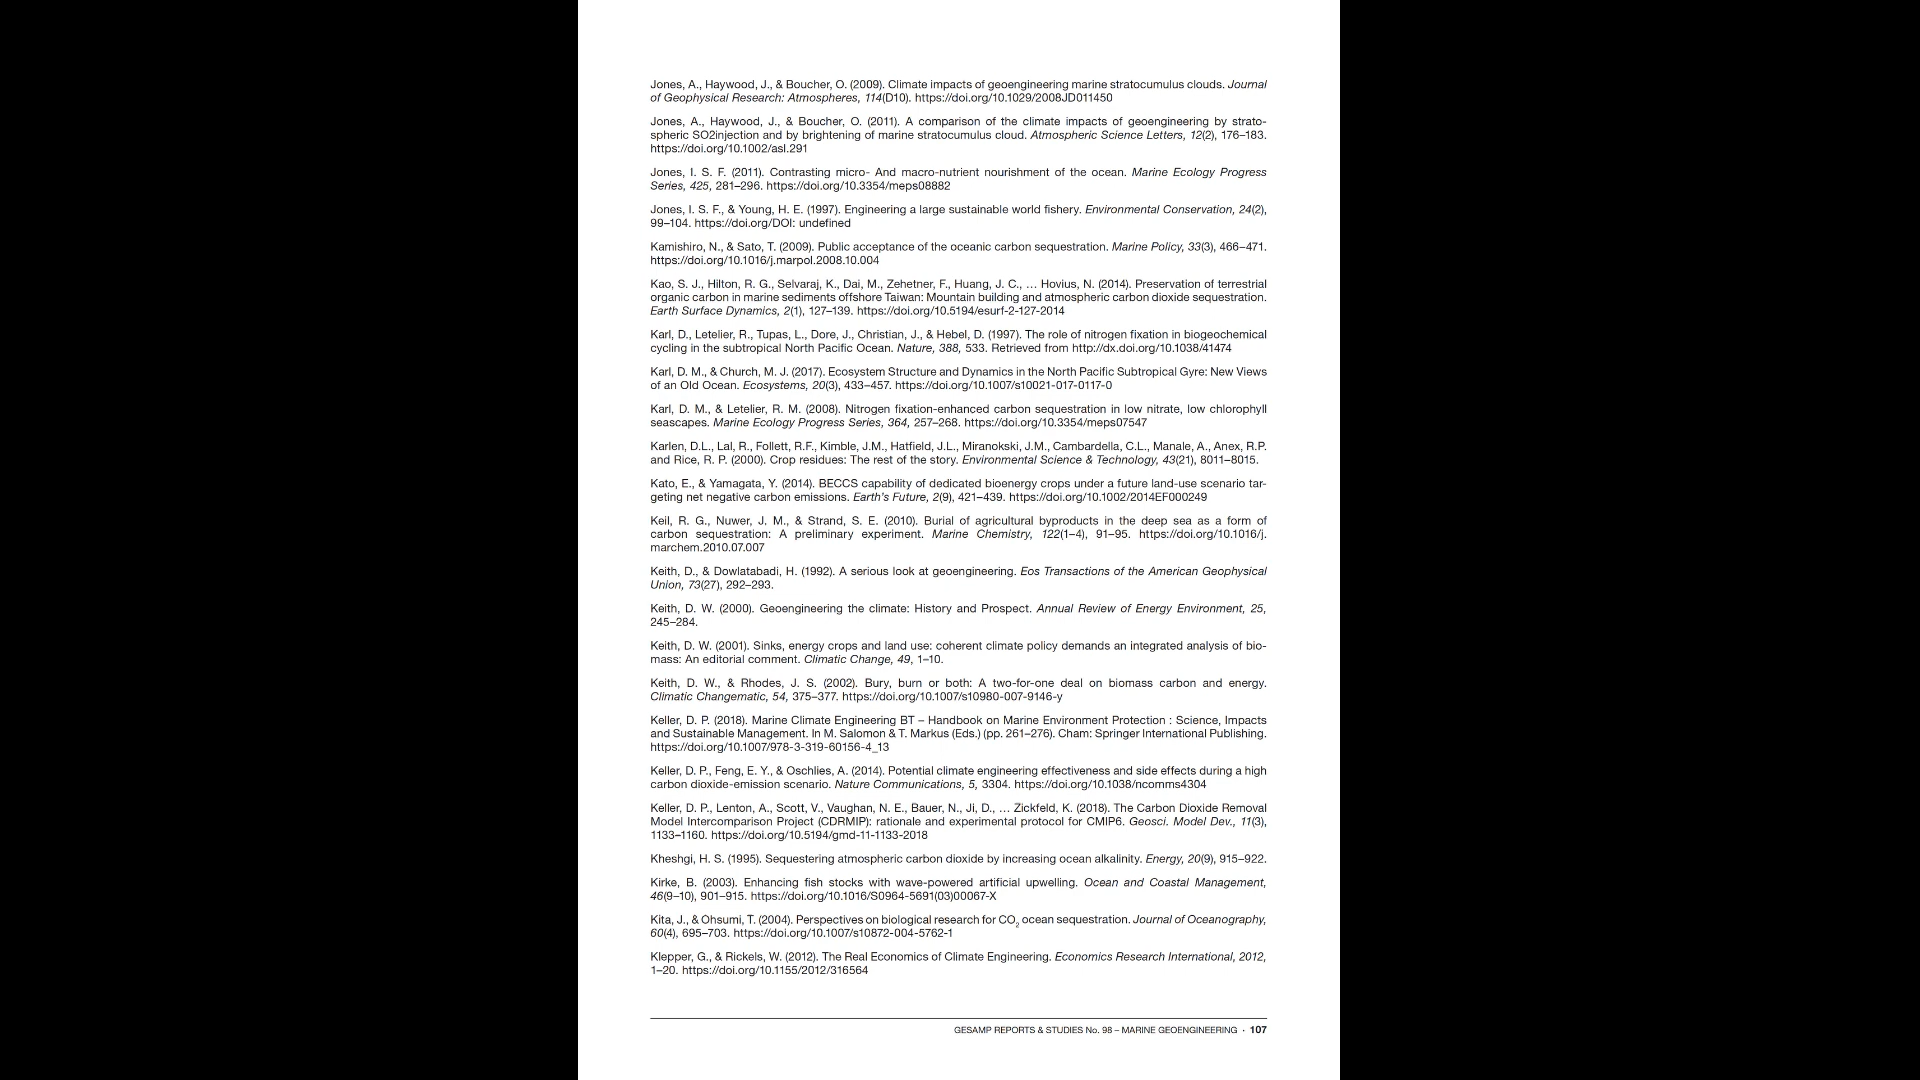 Jones, A., Haywood, J., & Boucher, O. (2009). Climate impacts of geoengineering marine stratocumulus clouds. Journal
of Geophysical Research: Atmospheres, 114(D10). https://doi.org/10.1029/2008JD011450
Jones, A., Haywood, J., & Boucher, O. (2011). A comparison of the climate impacts of geoengineering by strato-
spheric SO2injection and by brightening of marine stratocumulus cloud. Atmospheric Science Letters, 12(2), 176–183.
https://doi.org/10.1002/asl.291
Jones, I. S. F. (2011). Contrasting micro- And macro-nutrient nourishment of the ocean. Marine Ecology Progress
Series, 425, 281–296. https://doi.org/10.3354/meps08882
Jones, I. S. F., & Young, H. E. (1997). Engineering a large sustainable world fishery. Environmental Conservation, 24(2),
99–104. https://doi.org/DOI: undefined
Kamishiro, N., & Sato, T. (2009). Public acceptance of the oceanic carbon sequestration. Marine Policy, 33(3), 466–471.
https://doi.org/10.1016/j.marpol.2008.10.004
Kao, S. J., Hilton, R. G., Selvaraj, K., Dai, M., Zehetner, F., Huang, J. C., … Hovius, N. (2014). Preservation of terrestrial
organic carbon in marine sediments offshore Taiwan: Mountain building and atmospheric carbon dioxide sequestration.
Earth Surface Dynamics, 2(1), 127–139. https://doi.org/10.5194/esurf-2-127-2014
Karl, D., Letelier, R., Tupas, L., Dore, J., Christian, J., & Hebel, D. (1997). The role of nitrogen fixation in biogeochemical
cycling in the subtropical North Pacific Ocean. Nature, 388, 533. Retrieved from http://dx.doi.org/10.1038/41474
Karl, D. M., & Church, M. J. (2017). Ecosystem Structure and Dynamics in the North Pacific Subtropical Gyre: New Views
of an Old Ocean. Ecosystems, 20(3), 433–457. https://doi.org/10.1007/s10021-017-0117-0
Karl, D. M., & Letelier, R. M. (2008). Nitrogen fixation-enhanced carbon sequestration in low nitrate, low chlorophyll
seascapes. Marine Ecology Progress Series, 364, 257–268. https://doi.org/10.3354/meps07547
Karlen, D.L., Lal, R., Follett, R.F., Kimble, J.M., Hatfield, J.L., Miranokski, J.M., Cambardella, C.L., Manale, A., Anex, R.P.
and Rice, R. P. (2000). Crop residues: The rest of the story. Environmental Science & Technology, 43(21), 8011–8015.
Kato, E., & Yamagata, Y. (2014). BECCS capability of dedicated bioenergy crops under a future land-use scenario tar-
geting net negative carbon emissions. Earth's Future, 2(9), 421–439. https://doi.org/10.1002/2014EF000249
Keil, R. G., Nuwer, J. M., & Strand, S. E. (2010). Burial of agricultural byproducts in the deep sea as a form of
carbon sequestration: A preliminary experiment. Marine Chemistry, 122(1–4), 91–95. https://doi.org/10.1016/j.
marchem.2010.07.007
Keith, D., & Dowlatabadi, H. (1992). A serious look at geoengineering. Eos Transactions of the American Geophysical
Union, 73(27), 292–293.
Keith, D. W. (2000). Geoengineering the climate: History and Prospect. Annual Review of Energy Environment, 25,
245–284.
Keith, D. W. (2001). Sinks, energy crops and land use: coherent climate policy demands an integrated analysis of bio-
mass: An editorial comment. Climatic Change, 49, 1–10.
Keith, D. W., & Rhodes, J. S. (2002). Bury, burn or both: A two-for-one deal on biomass carbon and energy.
Climatic Changematic, 54, 375–377. https://doi.org/10.1007/s10980-007-9146-y
Keller, D. P. (2018). Marine Climate Engineering BT – Handbook on Marine Environment Protection : Science, Impacts
and Sustainable Management. In M. Salomon & T. Markus (Eds.) (pp. 261–276). Cham: Springer International Publishing.
https://doi.org/10.1007/978-3-319-60156-4_13
Keller, D. P., Feng, E. Y., & Oschlies, A. (2014). Potential climate engineering effectiveness and side effects during a high
carbon dioxide-emission scenario. Nature Communications, 5, 3304. https://doi.org/10.1038/ncomms4304
Keller, D. P., Lenton, A., Scott, V., Vaughan, N. E., Bauer, N., Ji, D., … Zickfeld, K. (2018). The Carbon Dioxide Removal
Model Intercomparison Project (CDRMIP): rationale and experimental protocol for CMIP6. Geosci. Model Dev., 11(3),
1133–1160. https://doi.org/10.5194/gmd-11-1133-2018
Kheshgi, H. S. (1995). Sequestering atmospheric carbon dioxide by increasing ocean alkalinity. Energy, 20(9), 915–922.
Kirke, B. (2003). Enhancing fish stocks with wave-powered artificial upwelling. Ocean and Coastal Management,
46(9–10), 901–915. https://doi.org/10.1016/S0964-5691(03)00067-X
Kita, J., & Ohsumi, T. (2004). Perspectives on biological research for CO₂ ocean sequestration. Journal of Oceanography,
60(4), 695–703. https://doi.org/10.1007/s10872-004-5762-1
Klepper, G., & Rickels, W. (2012). The Real Economics of Climate Engineering. Economics Research International, 2012,
1–20. https://doi.org/10.1155/2012/316564
GESAMP REPORTS & STUDIES No. 98 – MARINE GEOENGINEERING · 107